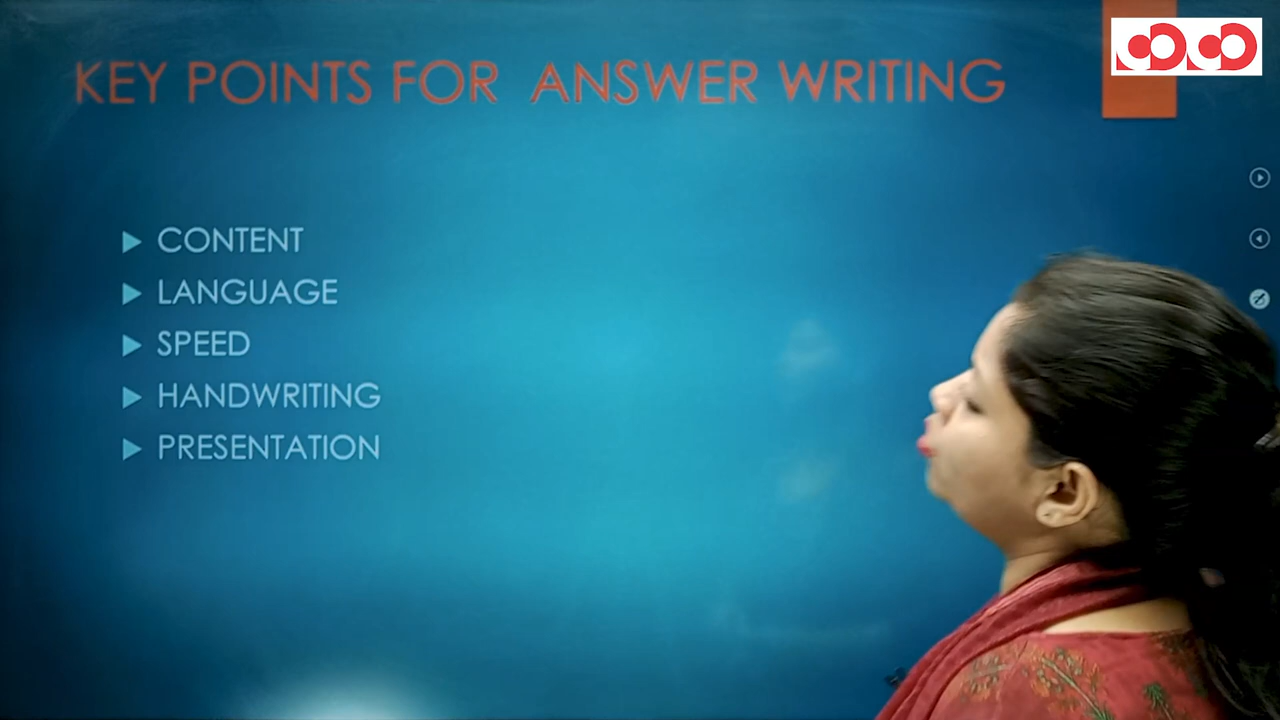 KEY POINTS FOR ANSWER WRITING
CONTENT
LANGUAGE
SPEED
HANDWRITING
PRESENTATION